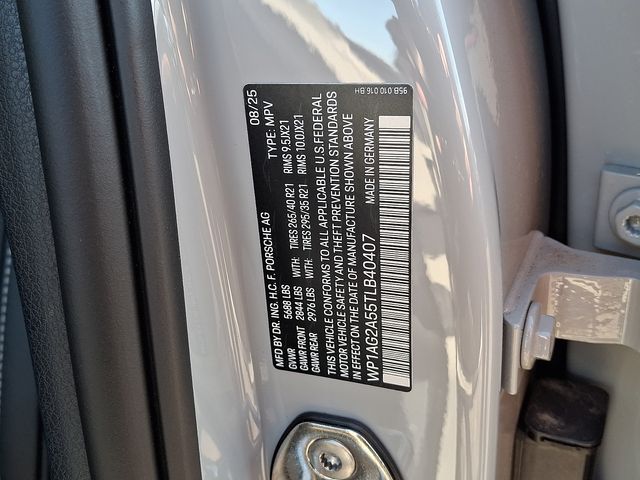 MFD BY DR. ING. H.C. F. PORSCHE AG 08/25
GVWR 5688 LBS TYPE: MPV
GAWR FRONT 2844 LBS WITH: TIRES 265/40 R21 RIMS 9.5JX21
GAWR REAR 2976 LBS WITH: TIRES 295/35 R21 RIMS 10.0JX21
THIS VEHICLE CONFORMS TO ALL APPLICABLE U.S. FEDERAL
MOTOR VEHICLE SAFETY AND THEFT PREVENTION STANDARDS
IN EFFECT ON THE DATE OF MANUFACTURE SHOWN ABOVE
WP1AG2A55TLB40407 MADE IN GERMANY
95B 010 016 BH